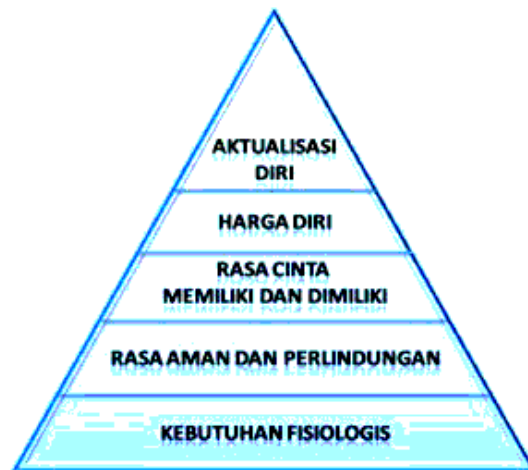 AKTUALISASI
DIRI
HARGA DIRI
RASA CINTA
MEMILIKI DAN DIMILIKI
RASA AMAN DAN PERLINDUNGAN
KEBUTUHAN FISIOLOGIS